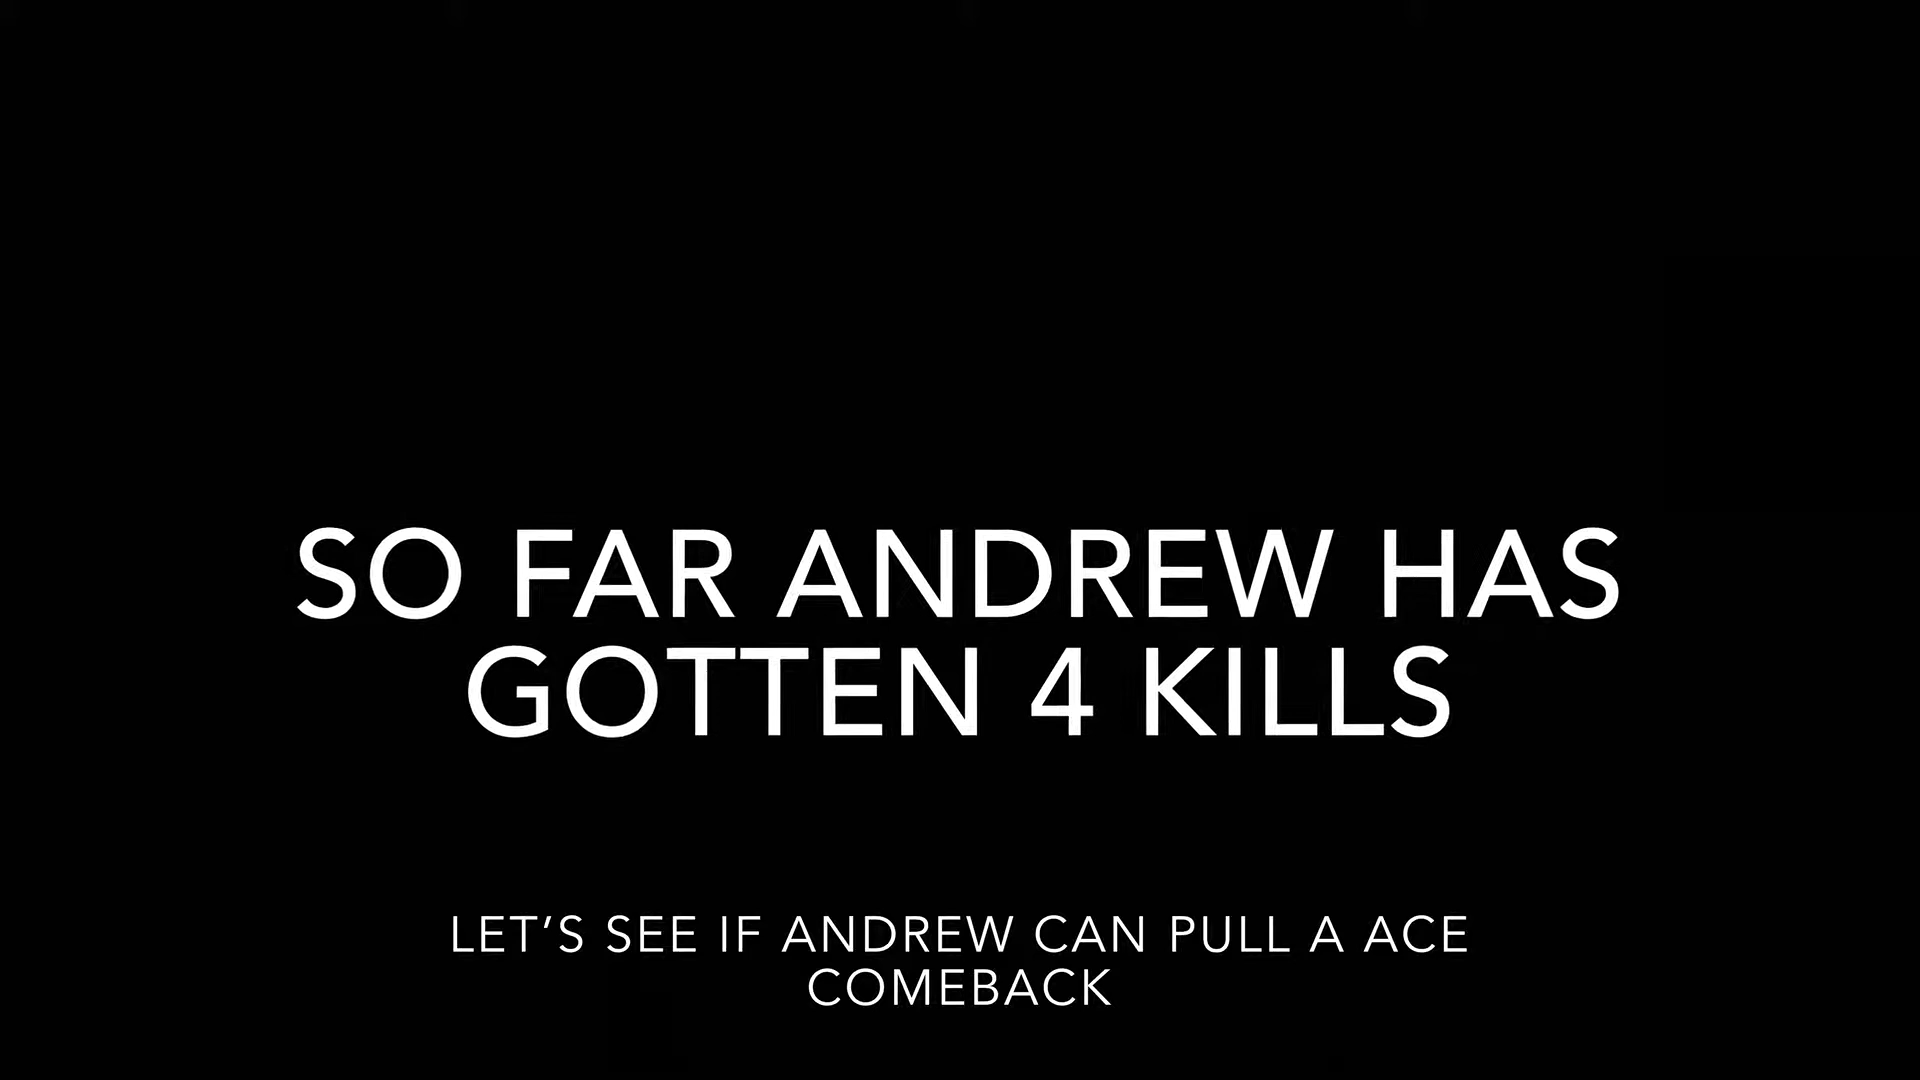 SO FAR ANDREW HAS
GOTTEN 4 KILLS
LET’S SEE IF ANDREW CAN PULL A ACE
COMEBACK